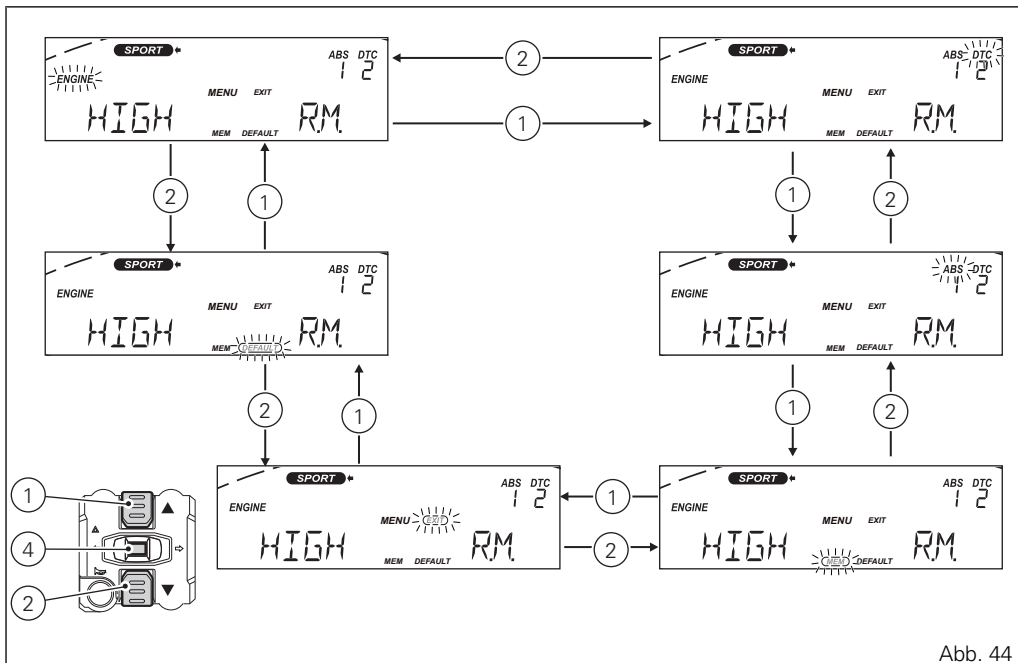 SPORT
ABS DTC
1 2
ENGINE
MENU EXIT
HIGH R.M.
MEM DEFAULT
2
1
SPORT
ABS DTC
1 2
ENGINE
MENU EXIT
HIGH R.M.
MEM DEFAULT
2
1
1
2
SPORT
ABS DTC
1 2
ENGINE
MENU EXIT
HIGH R.M.
MEM DEFAULT
SPORT
ABS DTC
1 2
ENGINE
MENU EXIT
HIGH R.M.
MEM DEFAULT
2
1
1
2
SPORT
ABS DTC
1 2
ENGINE
MENU EXIT
HIGH R.M.
MEM DEFAULT
1
2
SPORT
ABS DTC
1 2
ENGINE
MENU EXIT
HIGH R.M.
MEM DEFAULT
1
4
2
Abb. 44